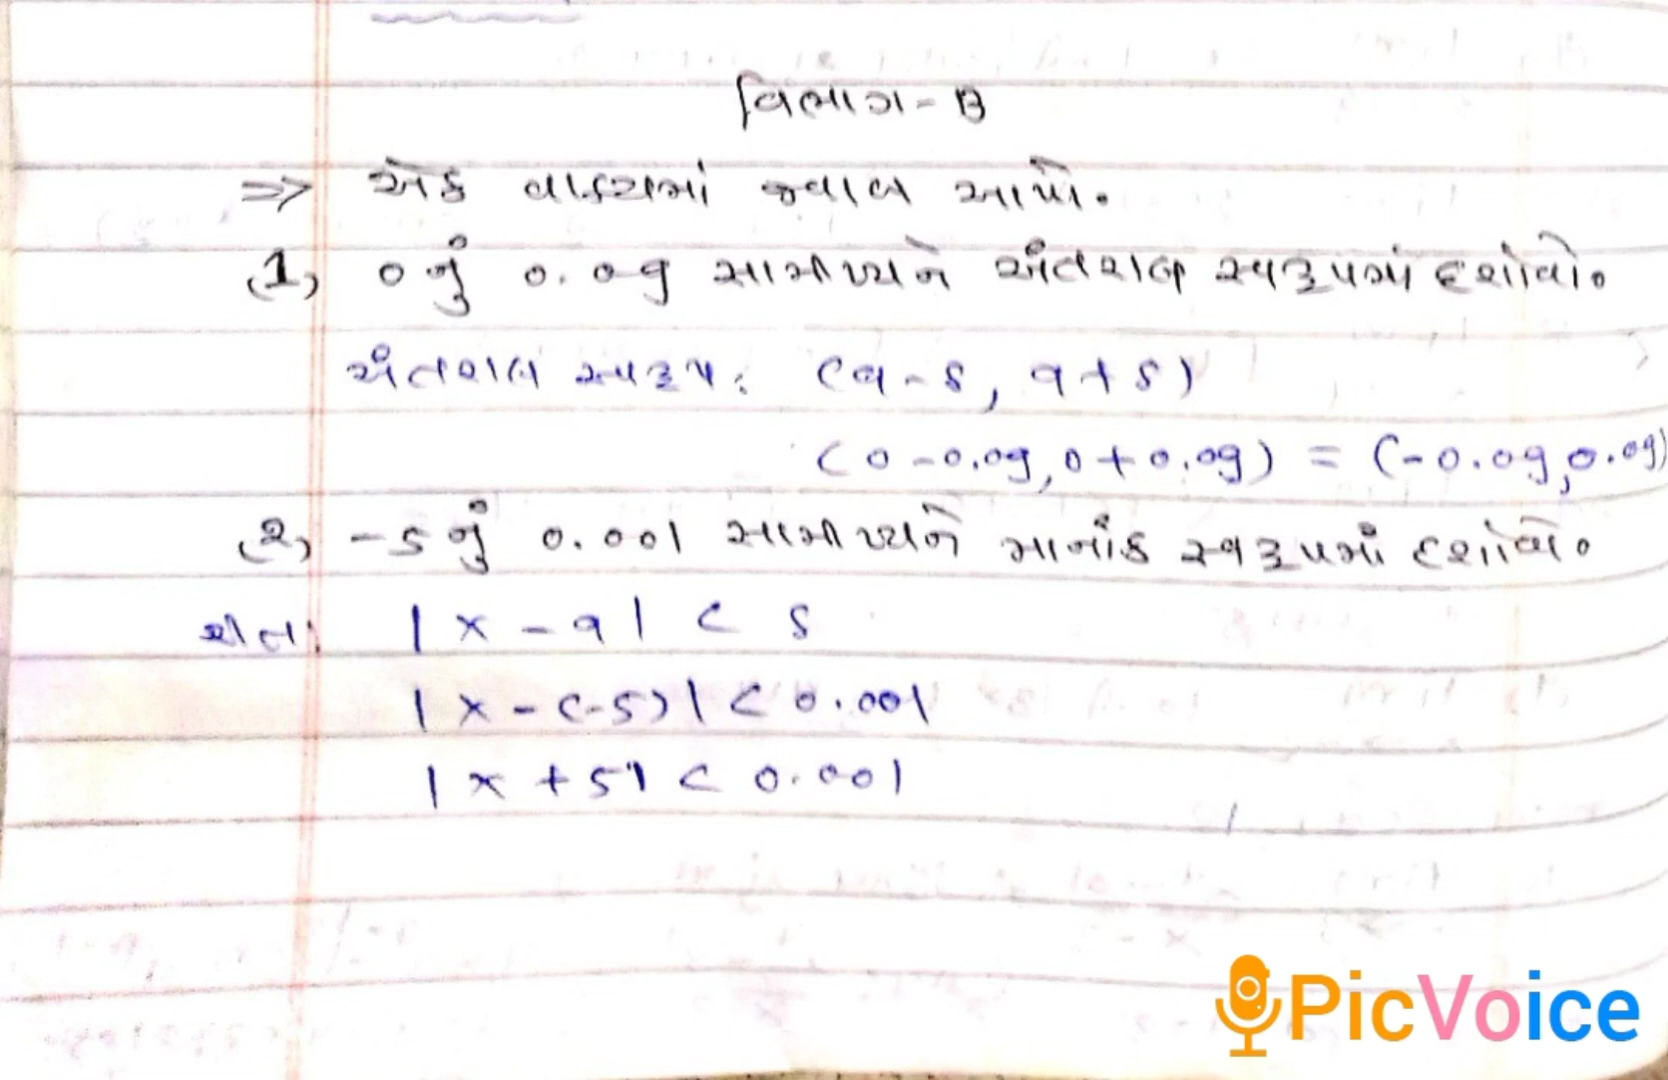 વિભાગ - B
⇒ એક વાક્યમાં જવાબ આપો.
(1) 0 નું 0.09 સામીપ્યને અંતરાલ સ્વરૂપમાં દર્શાવો.
અંતરાલ સ્વરૂપ : (a - δ, a + δ)
(0 - 0.09, 0 + 0.09) = (-0.09, 0.09)
(2) -5 નું 0.001 સામીપ્યને માનાંક સ્વરૂપમાં દર્શાવો.
| x - a | < δ
| x - (-5) | < 0.001
| x + 5 | < 0.001
PicVoice